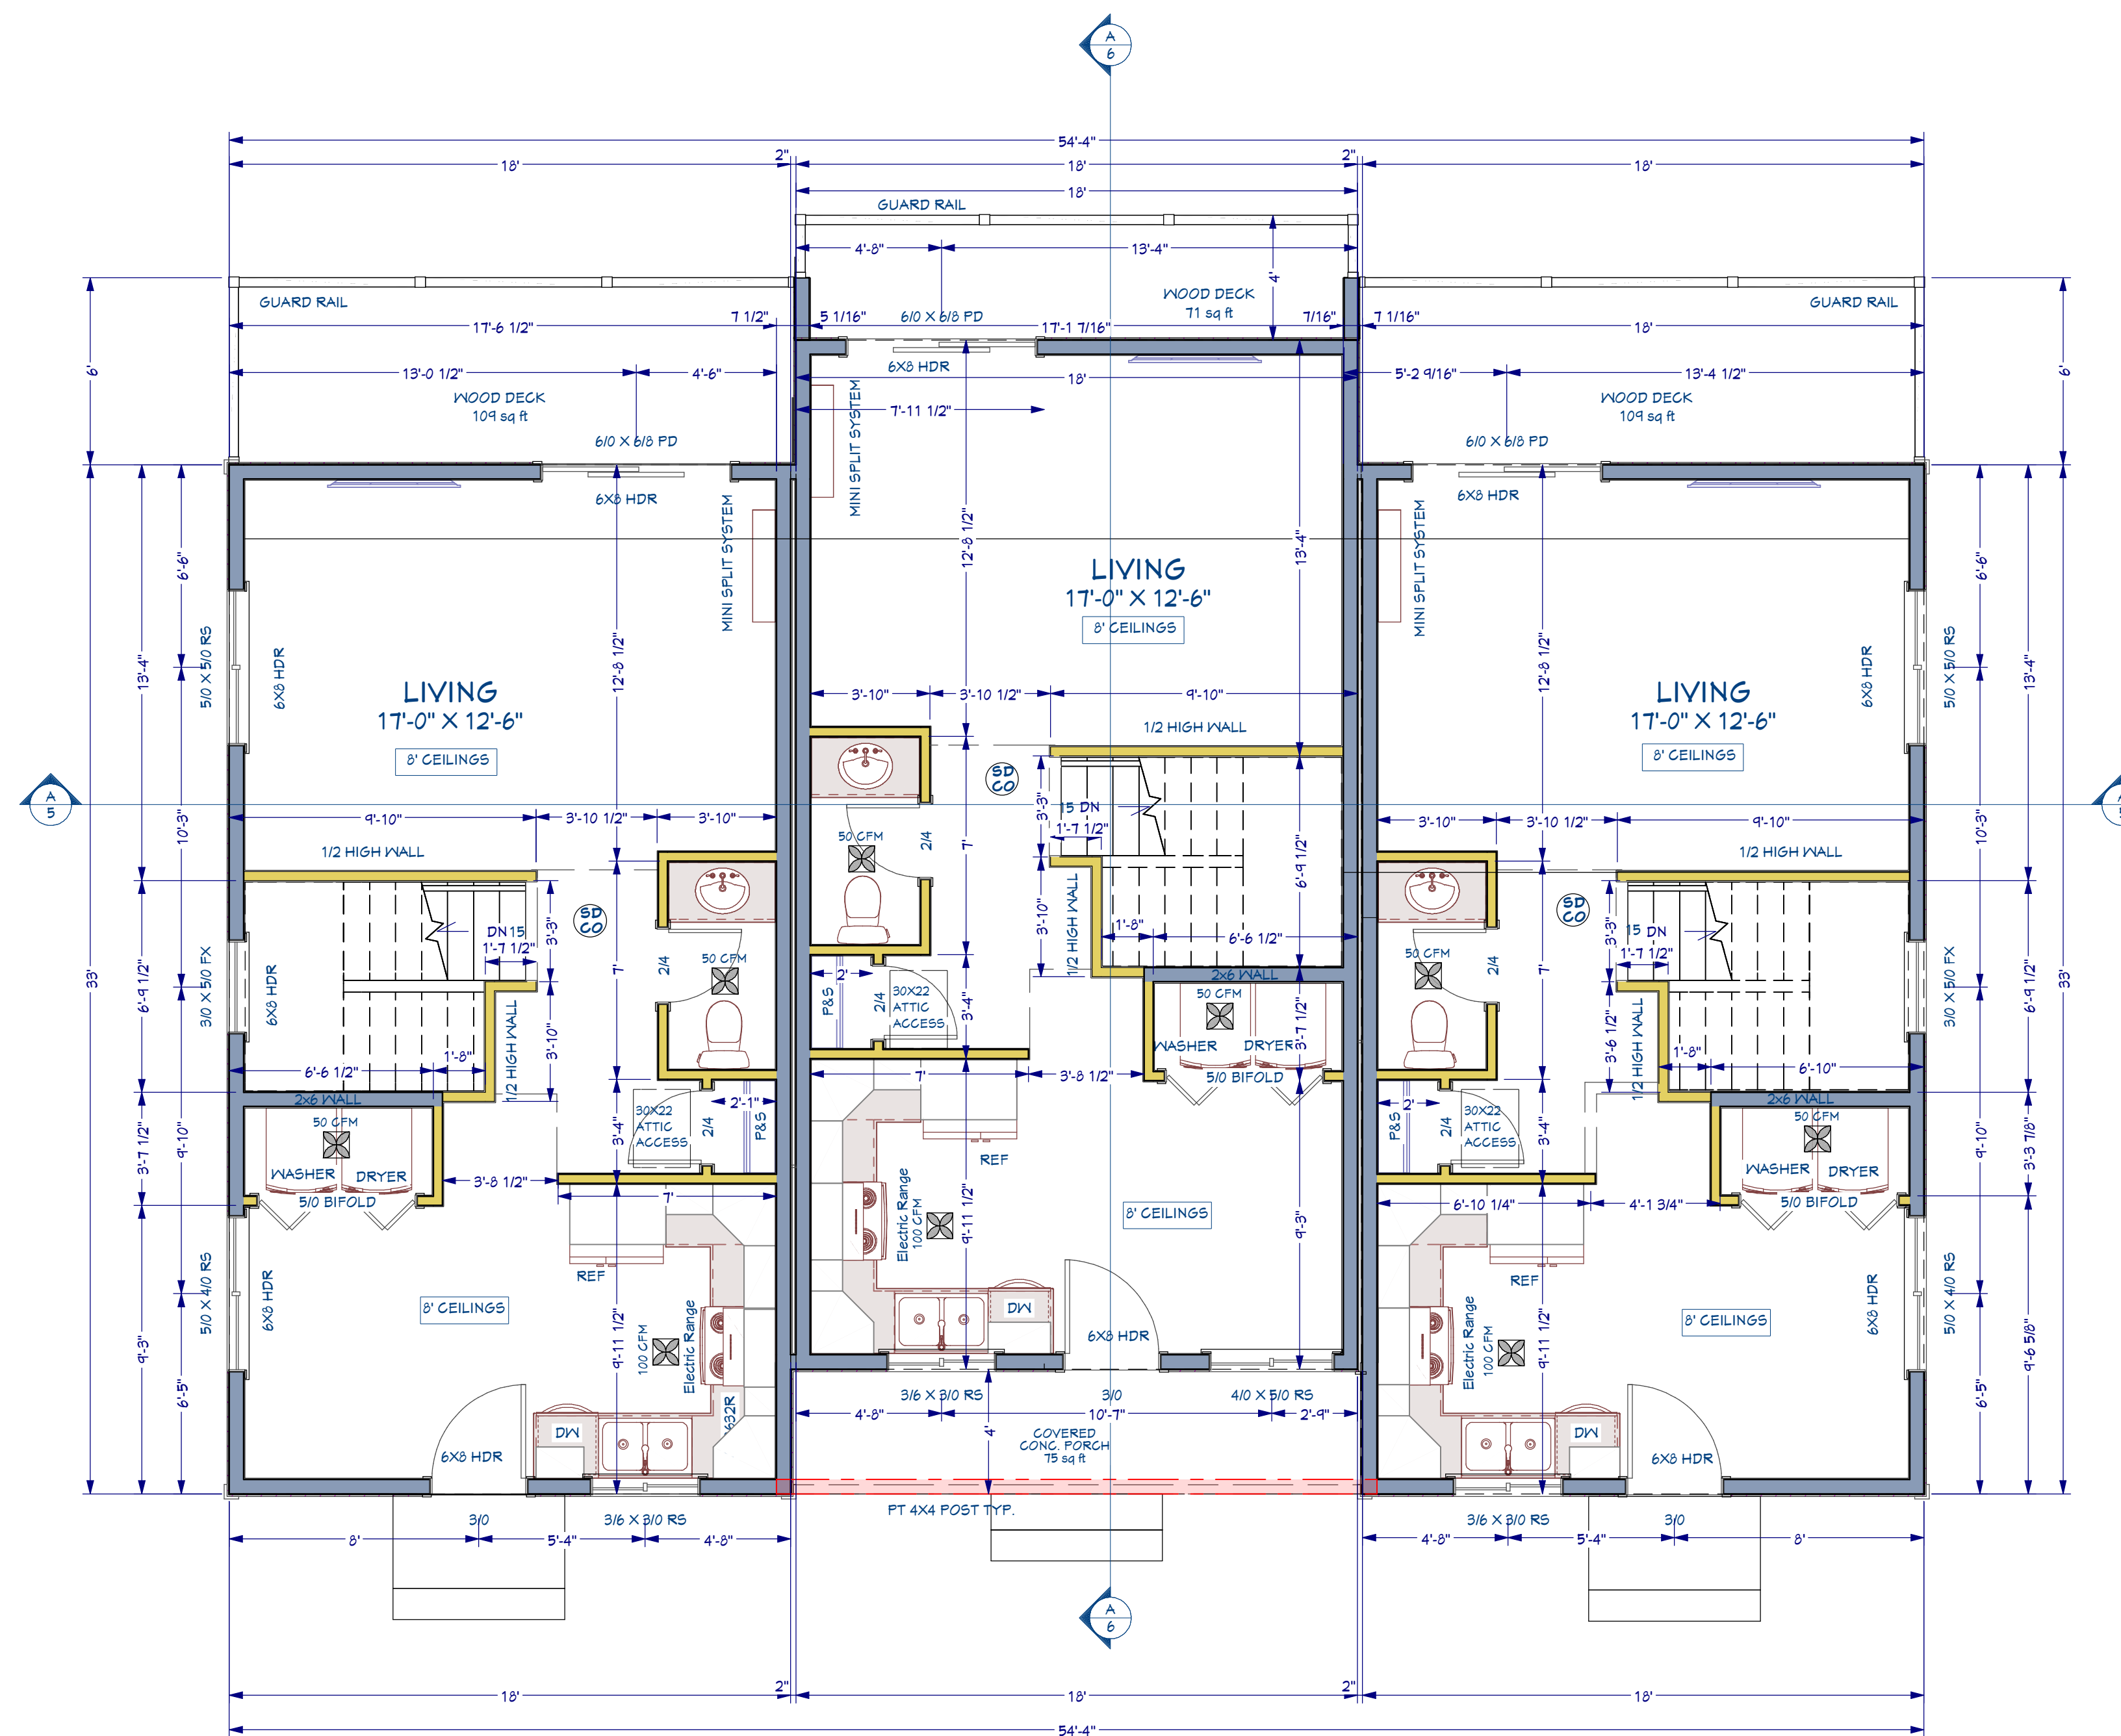 A
6
54'-4"
18'
2"
18'
2"
18'
18'
GUARD RAIL
4'-8"
13'-4"
4'
GUARD RAIL
WOOD DECK
71 sq ft
GUARD RAIL
17'-6 1/2"
7 1/2"
5 1/16"
6/0 X 6/8 PD
17'-1 7/16"
7/16"
7 1/16"
18'
6'
13'-0 1/2"
4'-6"
6X8 HDR
18'
5'-2 9/16"
13'-4 1/2"
6'
WOOD DECK
109 sq ft
7'-11 1/2"
WOOD DECK
109 sq ft
6/0 X 6/8 PD
6/0 X 6/8 PD
6X8 HDR
MINI SPLIT SYSTEM
MINI SPLIT SYSTEM
12'-8 1/2"
13'-4"
6X8 HDR
MINI SPLIT SYSTEM
LIVING
17'-0" X 12'-6"
8' CEILINGS
6'-6"
13'-4"
5/0 X 5/0 RS
6X8 HDR
12'-8 1/2"
12'-8 1/2"
6X8 HDR
5/0 X 5/0 RS
6'-6"
13'-4"
LIVING
17'-0" X 12'-6"
8' CEILINGS
3'-10"
3'-10 1/2"
9'-10"
1/2 HIGH WALL
LIVING
17'-0" X 12'-6"
8' CEILINGS
A
5
9'-10"
3'-10 1/2"
3'-10"
1/2 HIGH WALL
SD
CO
15 DN
1'-7 1/2"
3'-3"
50 CFM
2/4
7'
6'-9 1/2"
3'-10"
3'-10 1/2"
9'-10"
1/2 HIGH WALL
A
10'-3"
10'-3"
33'
33'
SD
CO
DN 15
1'-7 1/2"
3'-3"
2/4
50 CFM
7'
3'-10"
1/2 HIGH WALL
1'-8"
6'-6 1/2"
SD
CO
15 DN
1'-7 1/2"
3'-3"
50 CFM
2/4
7'
3/0 X 5/0 FX
6X8 HDR
6'-9 1/2"
6'-6 1/2"
1'-8"
1/2 HIGH WALL
3'-10"
2'
P&S
2/4
30X22
ATTIC
ACCESS
3'-4"
2x6 WALL
50 CFM
WASHER
DRYER
3'-7 1/2"
5/0 BIFOLD
3'-6 1/2"
1/2 HIGH WALL
1'-8"
6'-10"
3/0 X 5/0 FX
6'-9 1/2"
2x6 WALL
50 CFM
WASHER
DRYER
5/0 BIFOLD
3'-7 1/2"
9'-10"
3'-8 1/2"
3'-4"
30X22
ATTIC
ACCESS
2/4
2'-1"
P&S
7'
7'
3'-8 1/2"
REF
2'
P&S
2/4
30X22
ATTIC
ACCESS
3'-4"
2x6 WALL
50 CFM
WASHER
DRYER
5/0 BIFOLD
9'-10"
3'-3 7/8"
6'-10 1/4"
4'-1 3/4"
Electric Range
100 CFM
9'-11 1/2"
8' CEILINGS
9'-3"
5/0 X 4/0 RS
6X8 HDR
REF
8' CEILINGS
9'-11 1/2"
100 CFM
Electric Range
DW
6X8 HDR
REF
Electric Range
100 CFM
9'-11 1/2"
8' CEILINGS
6X8 HDR
5/0 X 4/0 RS
9'-3"
6'-5"
6'-5"
9'-6 5/8"
6X8 HDR
DW
3/6 X 3/0 RS
3/0
4/0 X 5/0 RS
4'-8"
10'-7"
2'-9"
4'
COVERED
CONC. PORCH
75 sq ft
DW
6X8 HDR
PT 4X4 POST TYP.
3/0
3/6 X 3/0 RS
3/6 X 3/0 RS
3/0
8'
5'-4"
4'-8"
4'-8"
5'-4"
8'
A
6
18'
2"
18'
2"
18'
54'-4"